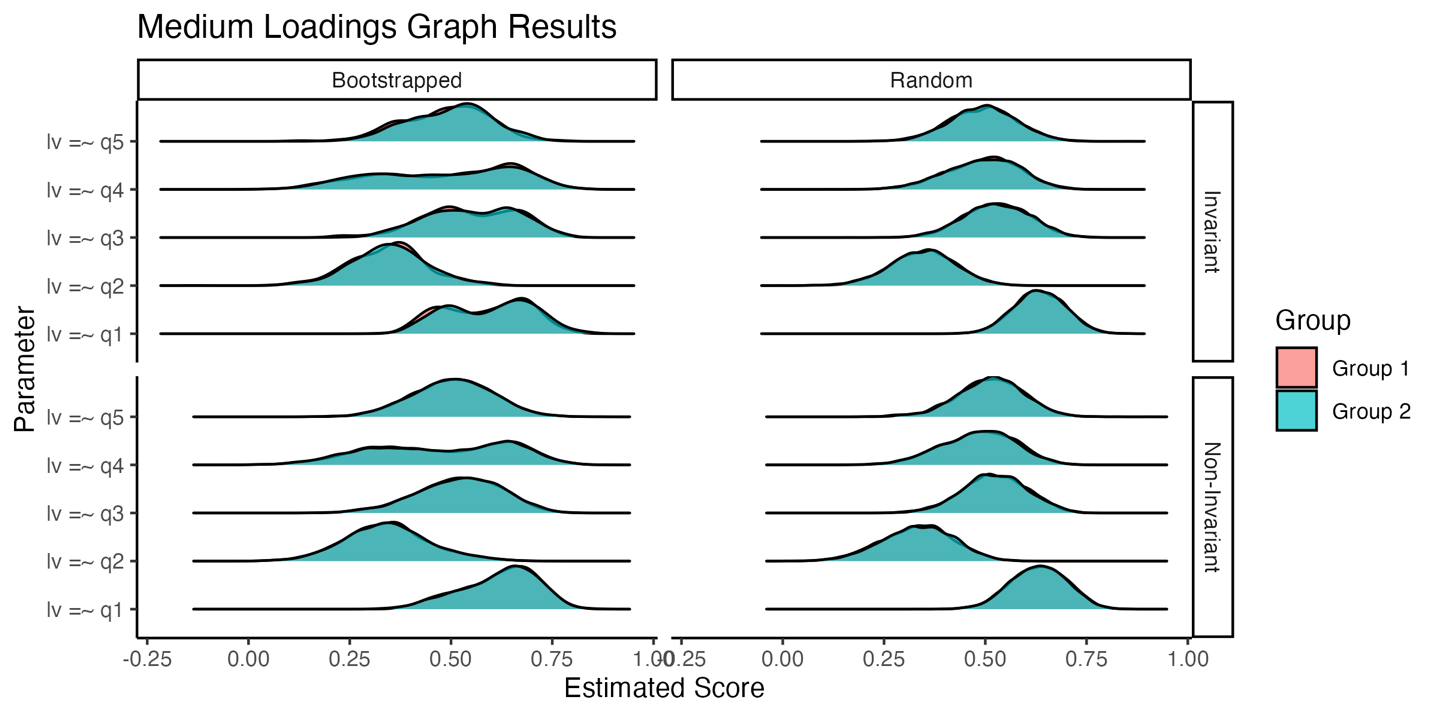 Medium Loadings Graph Results
Bootstrapped
Random
lv =~ q5
lv =~ q4
lv =~ q3
lv =~ q2
lv =~ q1
Invariant
lv =~ q5
lv =~ q4
lv =~ q3
lv =~ q2
lv =~ q1
Non-Invariant
Parameter
-0.25 0.00 0.25 0.50 0.75 1.00 -0.25 0.00 0.25 0.50 0.75 1.00
Estimated Score
Group
Group 1
Group 2